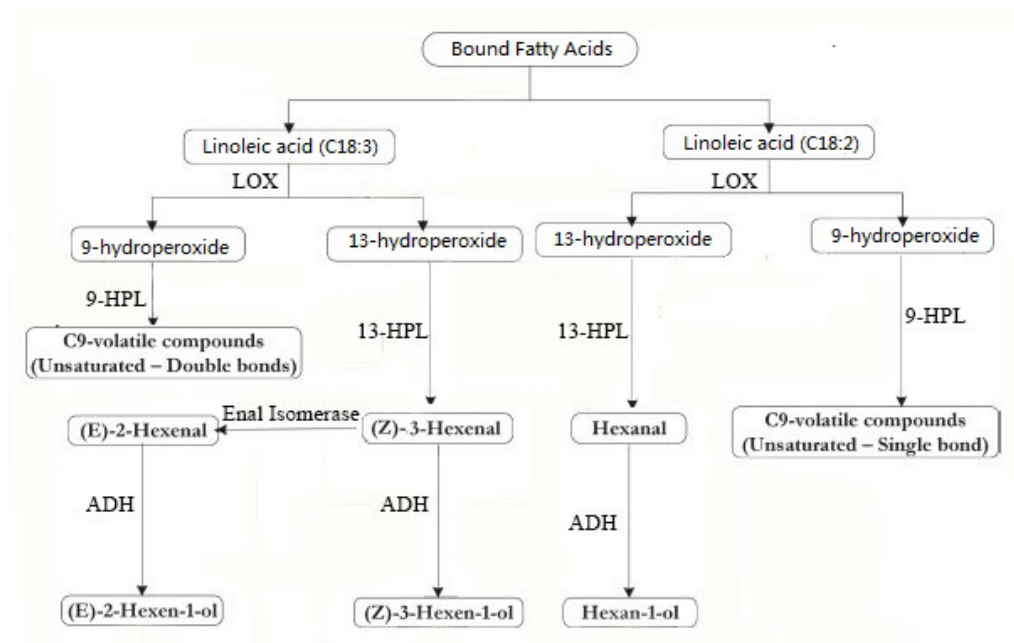 Bound Fatty Acids
Linoleic acid (C18:3)
Linoleic acid (C18:2)
LOX
LOX
9-hydroperoxide
13-hydroperoxide
13-hydroperoxide
9-hydroperoxide
9-HPL
13-HPL
13-HPL
9-HPL
C9-volatile compounds
(Unsaturated – Double bonds)
(E)-2-Hexenal
Enal Isomerase
(Z)-3-Hexenal
Hexanal
C9-volatile compounds
(Unsaturated – Single bond)
ADH
ADH
ADH
(E)-2-Hexen-1-ol
(Z)-3-Hexen-1-ol
Hexan-1-ol